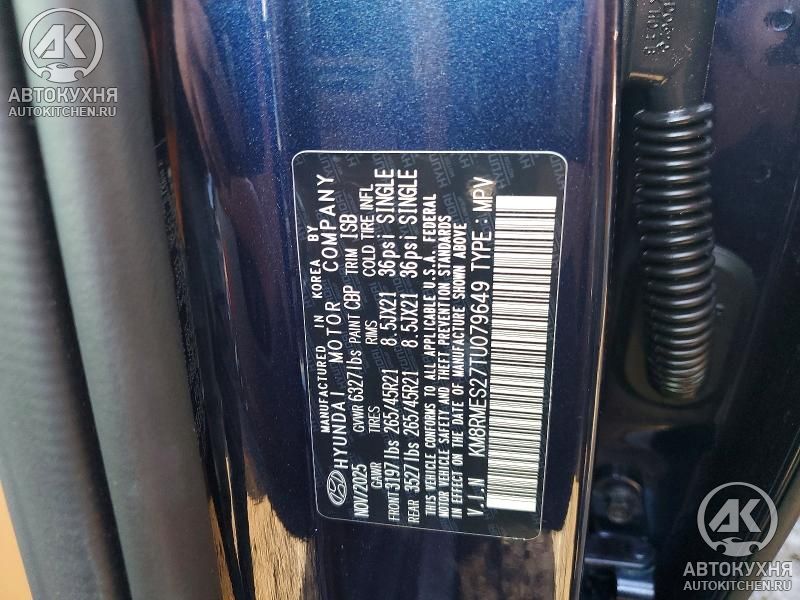 АВТОКУХНЯ
AUTOKITCHEN.RU
MANUFACTURED IN KOREA BY
HYUNDAI MOTOR COMPANY
NOV/2025 GVWR 6327lbs PAINT CBP TRIM ISB
GAWR TIRES RIMS COLD TIRE INFL
FRONT 3197lbs 265/45R21 8.5JX21 36psi SINGLE
REAR 3527lbs 265/45R21 8.5JX21 36psi SINGLE
THIS VEHICLE CONFORMS TO ALL APPLICABLE U.S.A. FEDERAL
MOTOR VEHICLE SAFETY AND THEFT PREVENTION STANDARDS
IN EFFECT ON THE DATE OF MANUFACTURE SHOWN ABOVE
V.I.N KM8RMES27TU079649 TYPE : MPV
АВТОКУХНЯ
AUTOKITCHEN.RU